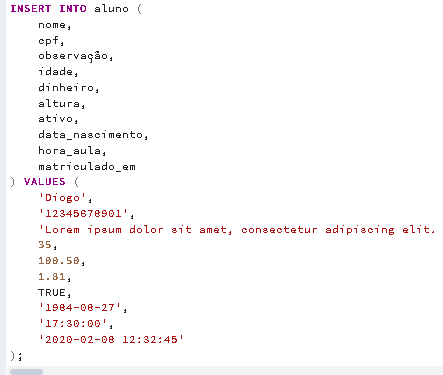 INSERT INTO aluno (
nome,
cpf,
observação,
idade,
dinheiro,
altura,
ativo,
data_nascimento,
hora_aula,
matriculado_em
) VALUES (
'Diogo',
'12345678901',
'Lorem ipsum dolor sit amet, consectetur adipiscing elit.
35,
100.50,
1.81,
TRUE,
'1984-08-27',
'17:30:00',
'2020-02-08 12:32:45'
);